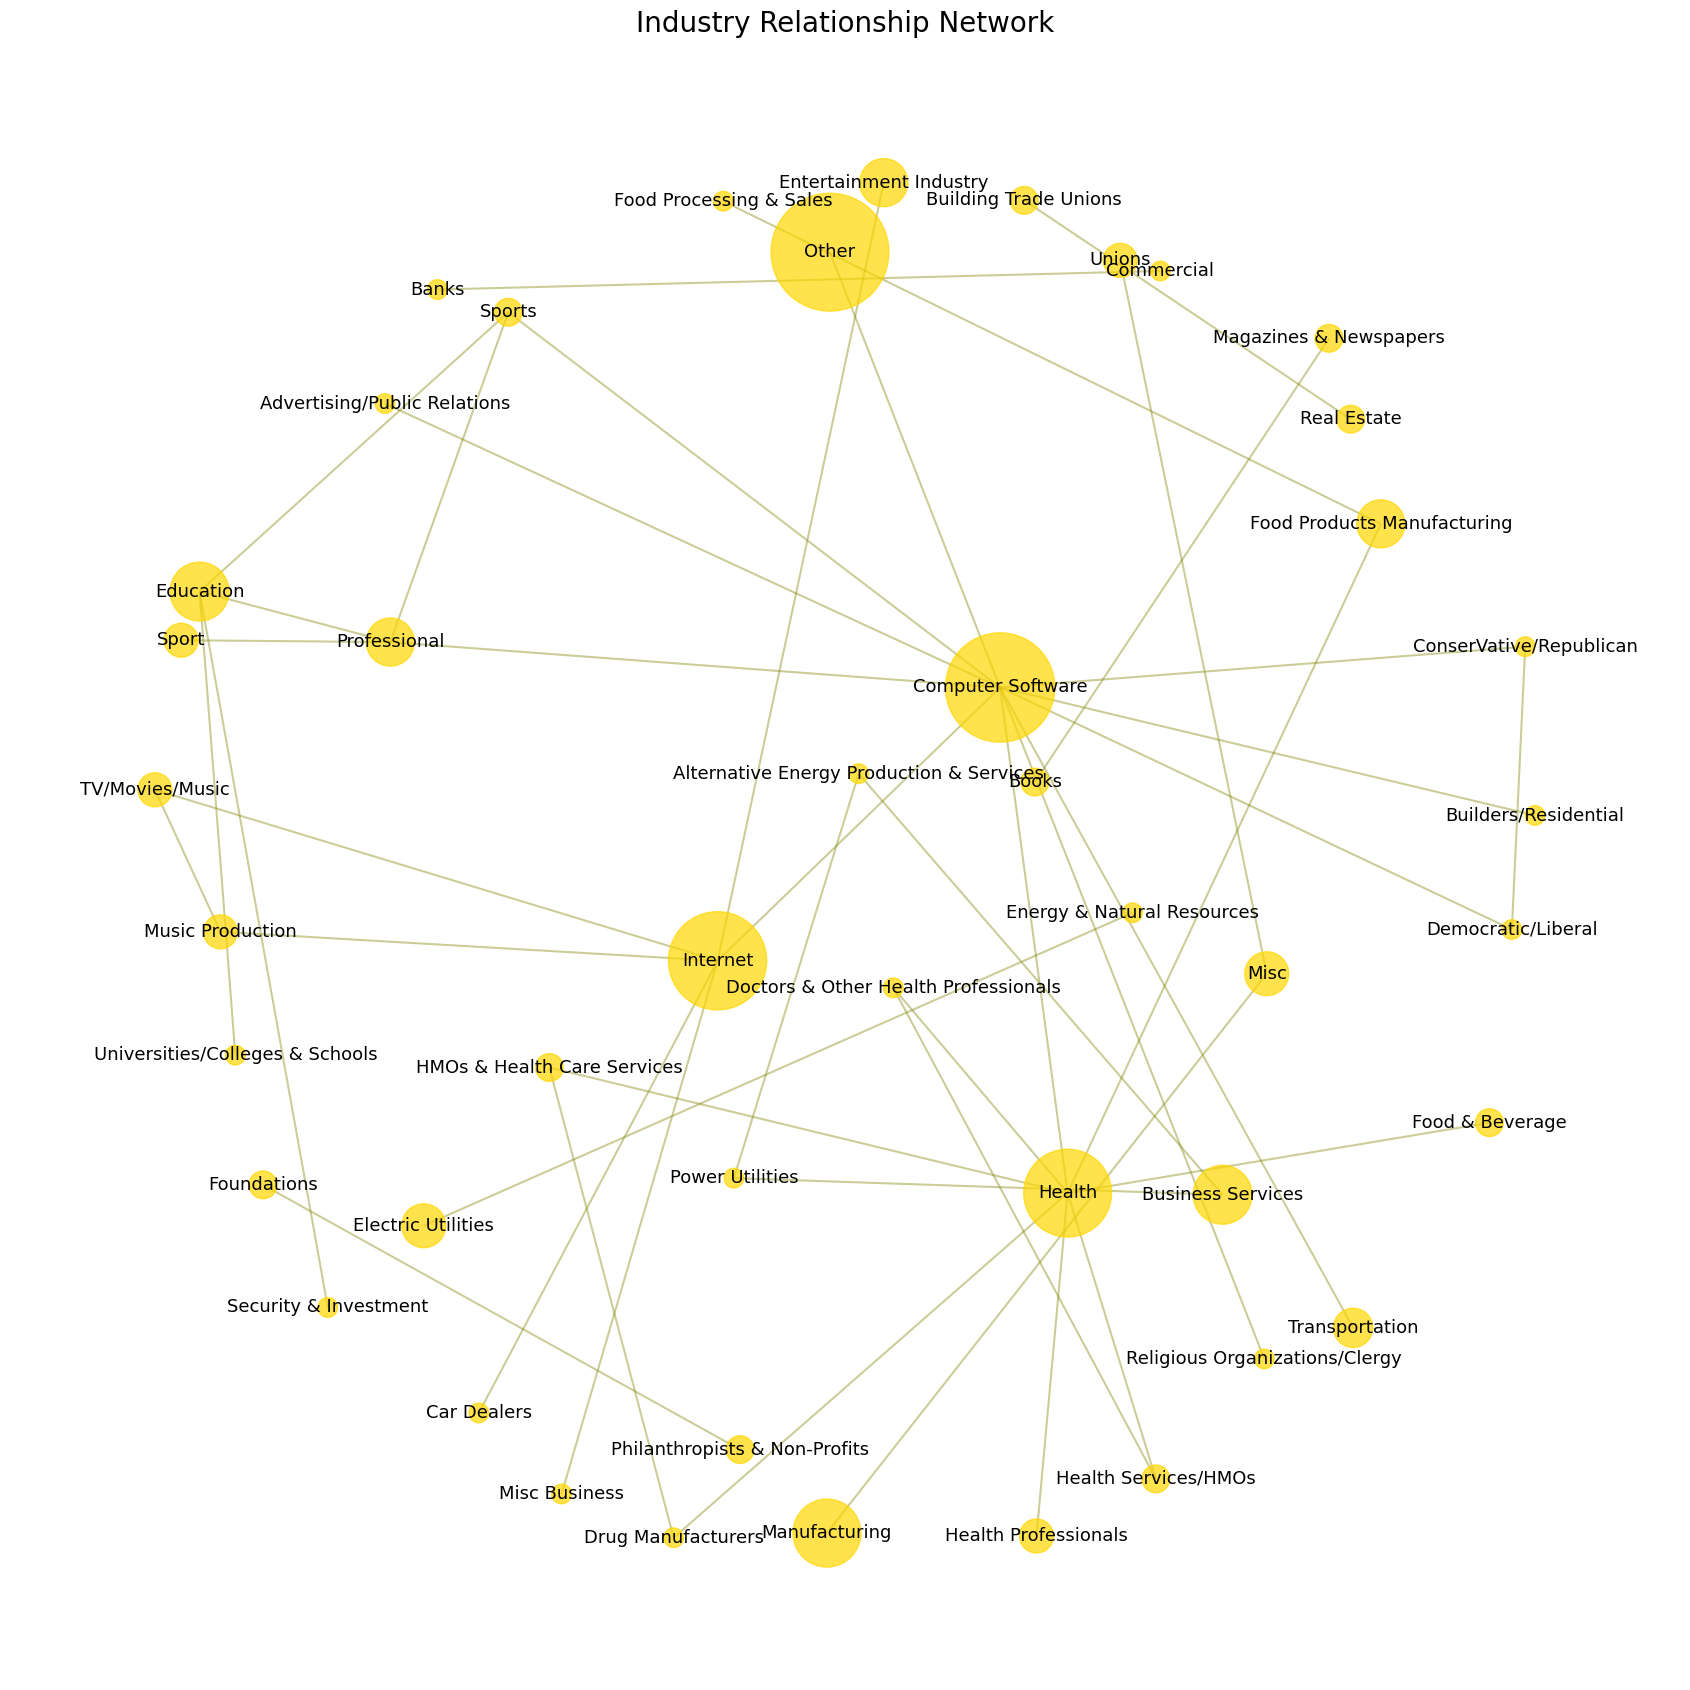 Industry Relationship Network
Entertainment Industry
Food Processing & Sales
Building Trade Unions
Other
Unions
Commercial
Banks
Sports
Magazines & Newspapers
Advertising/Public Relations
Real Estate
Food Products Manufacturing
Education
Sport
Professional
ConserVative/Republican
Computer Software
Alternative Energy Production & Services
Books
TV/Movies/Music
Builders/Residential
Energy & Natural Resources
Democratic/Liberal
Music Production
Internet
Misc
Doctors & Other Health Professionals
Universities/Colleges & Schools
HMOs & Health Care Services
Food & Beverage
Power Utilities
Foundations
Health
Business Services
Electric Utilities
Security & Investment
Transportation
Religious Organizations/Clergy
Car Dealers
Philanthropists & Non-Profits
Health Services/HMOs
Misc Business
Drug Manufacturers
Manufacturing
Health Professionals